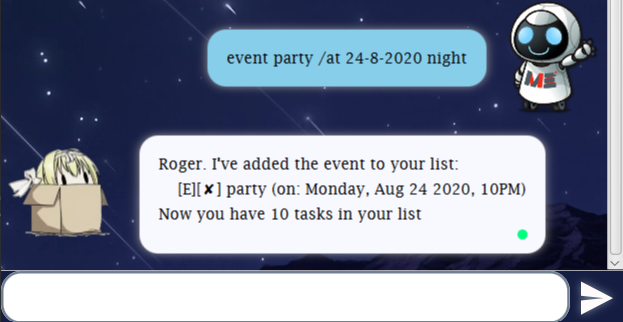 event party /at 24-8-2020 night
ME
Roger. I've added the event to your list:
[E][✘] party (on: Monday, Aug 24 2020, 10PM)
Now you have 10 tasks in your list